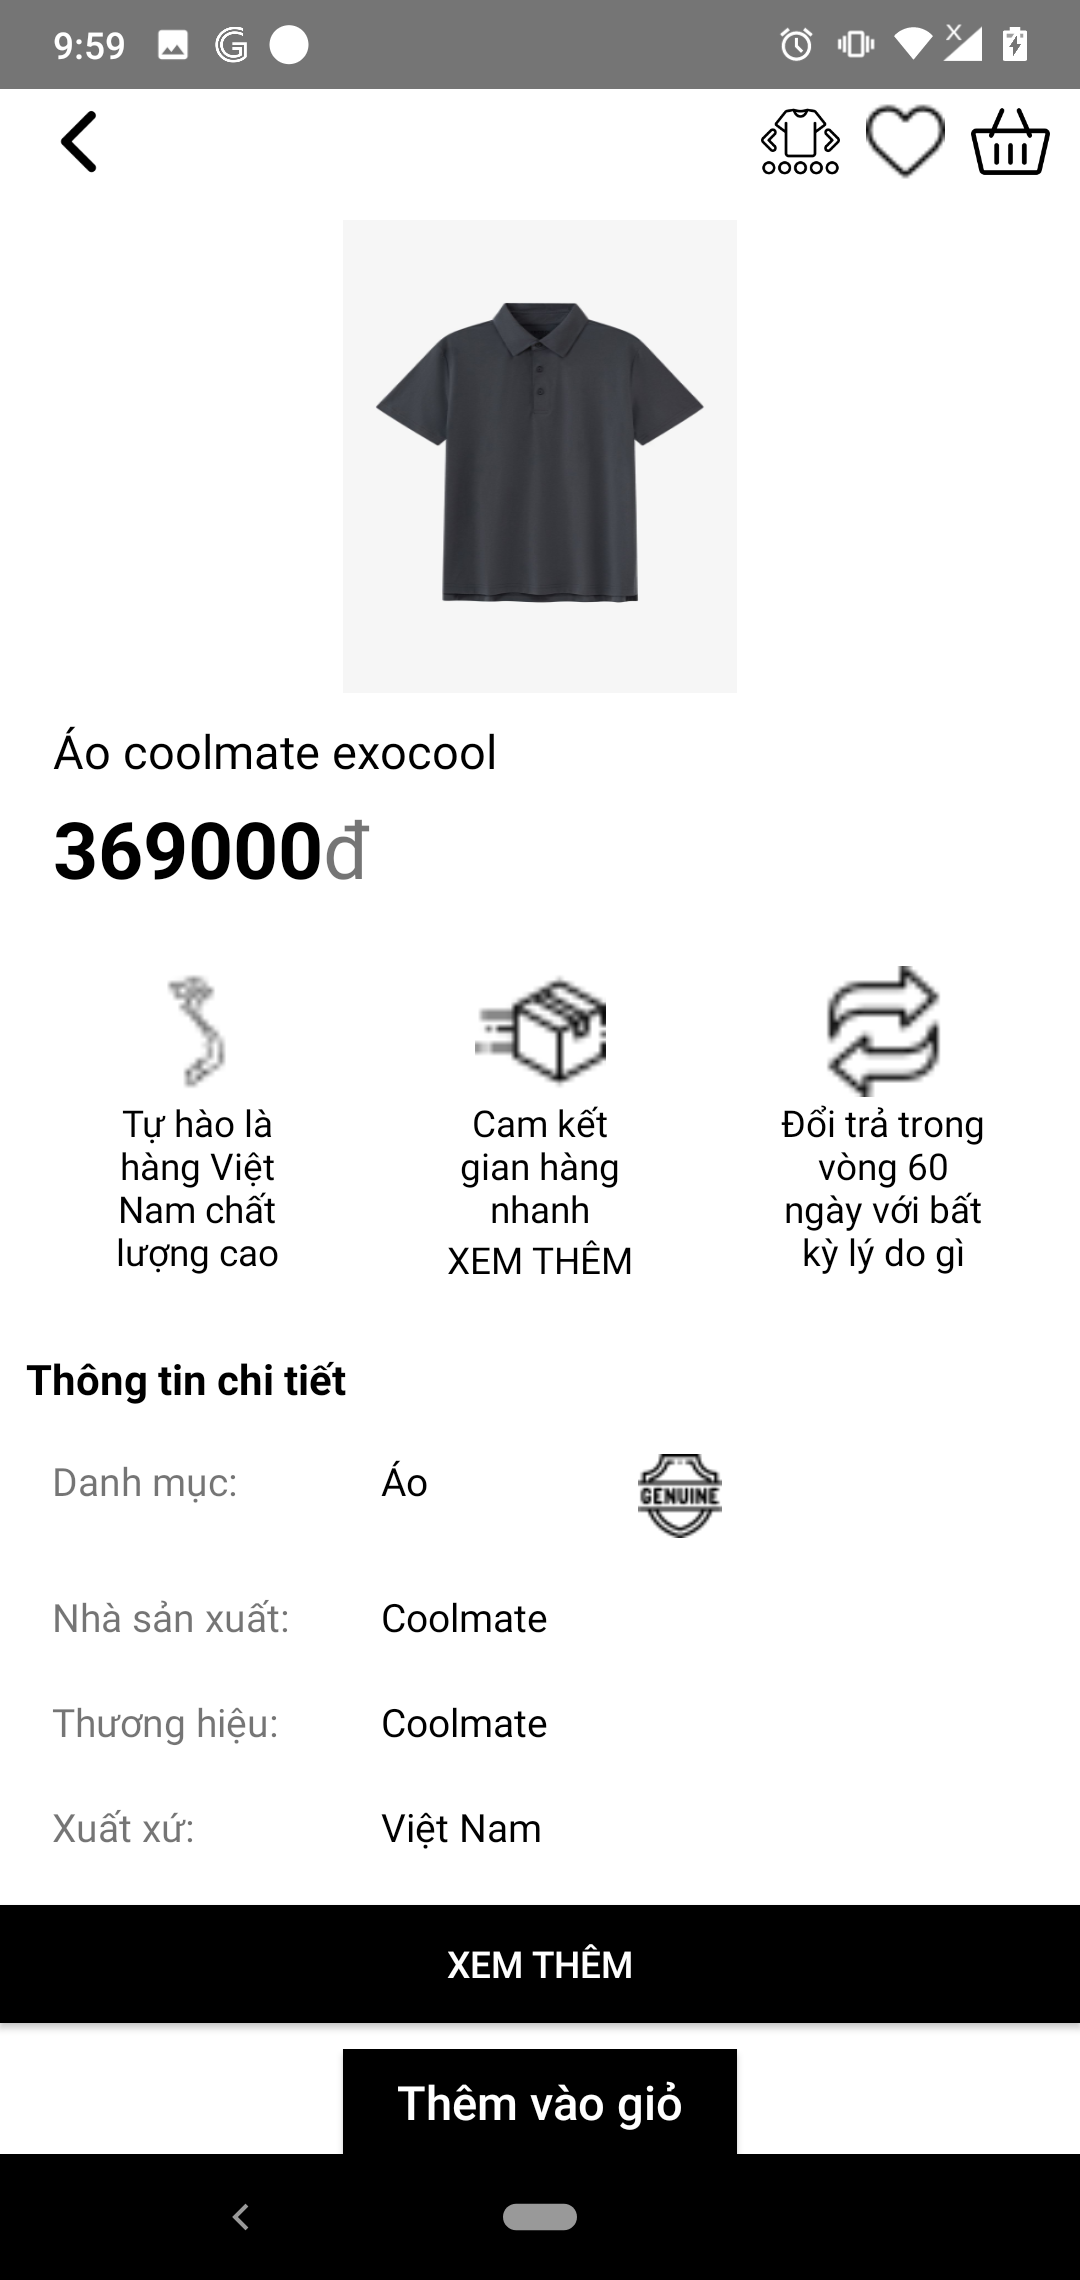 9:59
Áo coolmate exocool
369000đ
Tự hào là
hàng Việt
Nam chất
lượng cao
Cam kết
gian hàng
nhanh
XEM THÊM
Đổi trả trong
vòng 60
ngày với bất
kỳ lý do gì
Thông tin chi tiết
Danh mục: Áo GENUINE
Nhà sản xuất: Coolmate
Thương hiệu: Coolmate
Xuất xứ: Việt Nam
XEM THÊM
Thêm vào giỏ